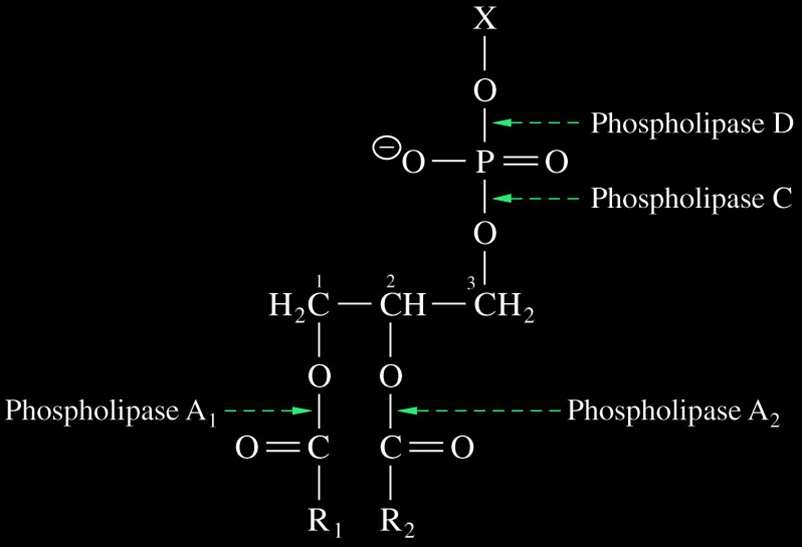 X
O
Phospholipase D
⊖O—P=O
Phospholipase C
O
1 2 3
H₂C—CH—CH₂
O O
Phospholipase A₁ Phospholipase A₂
O=C C=O
R₁ R₂